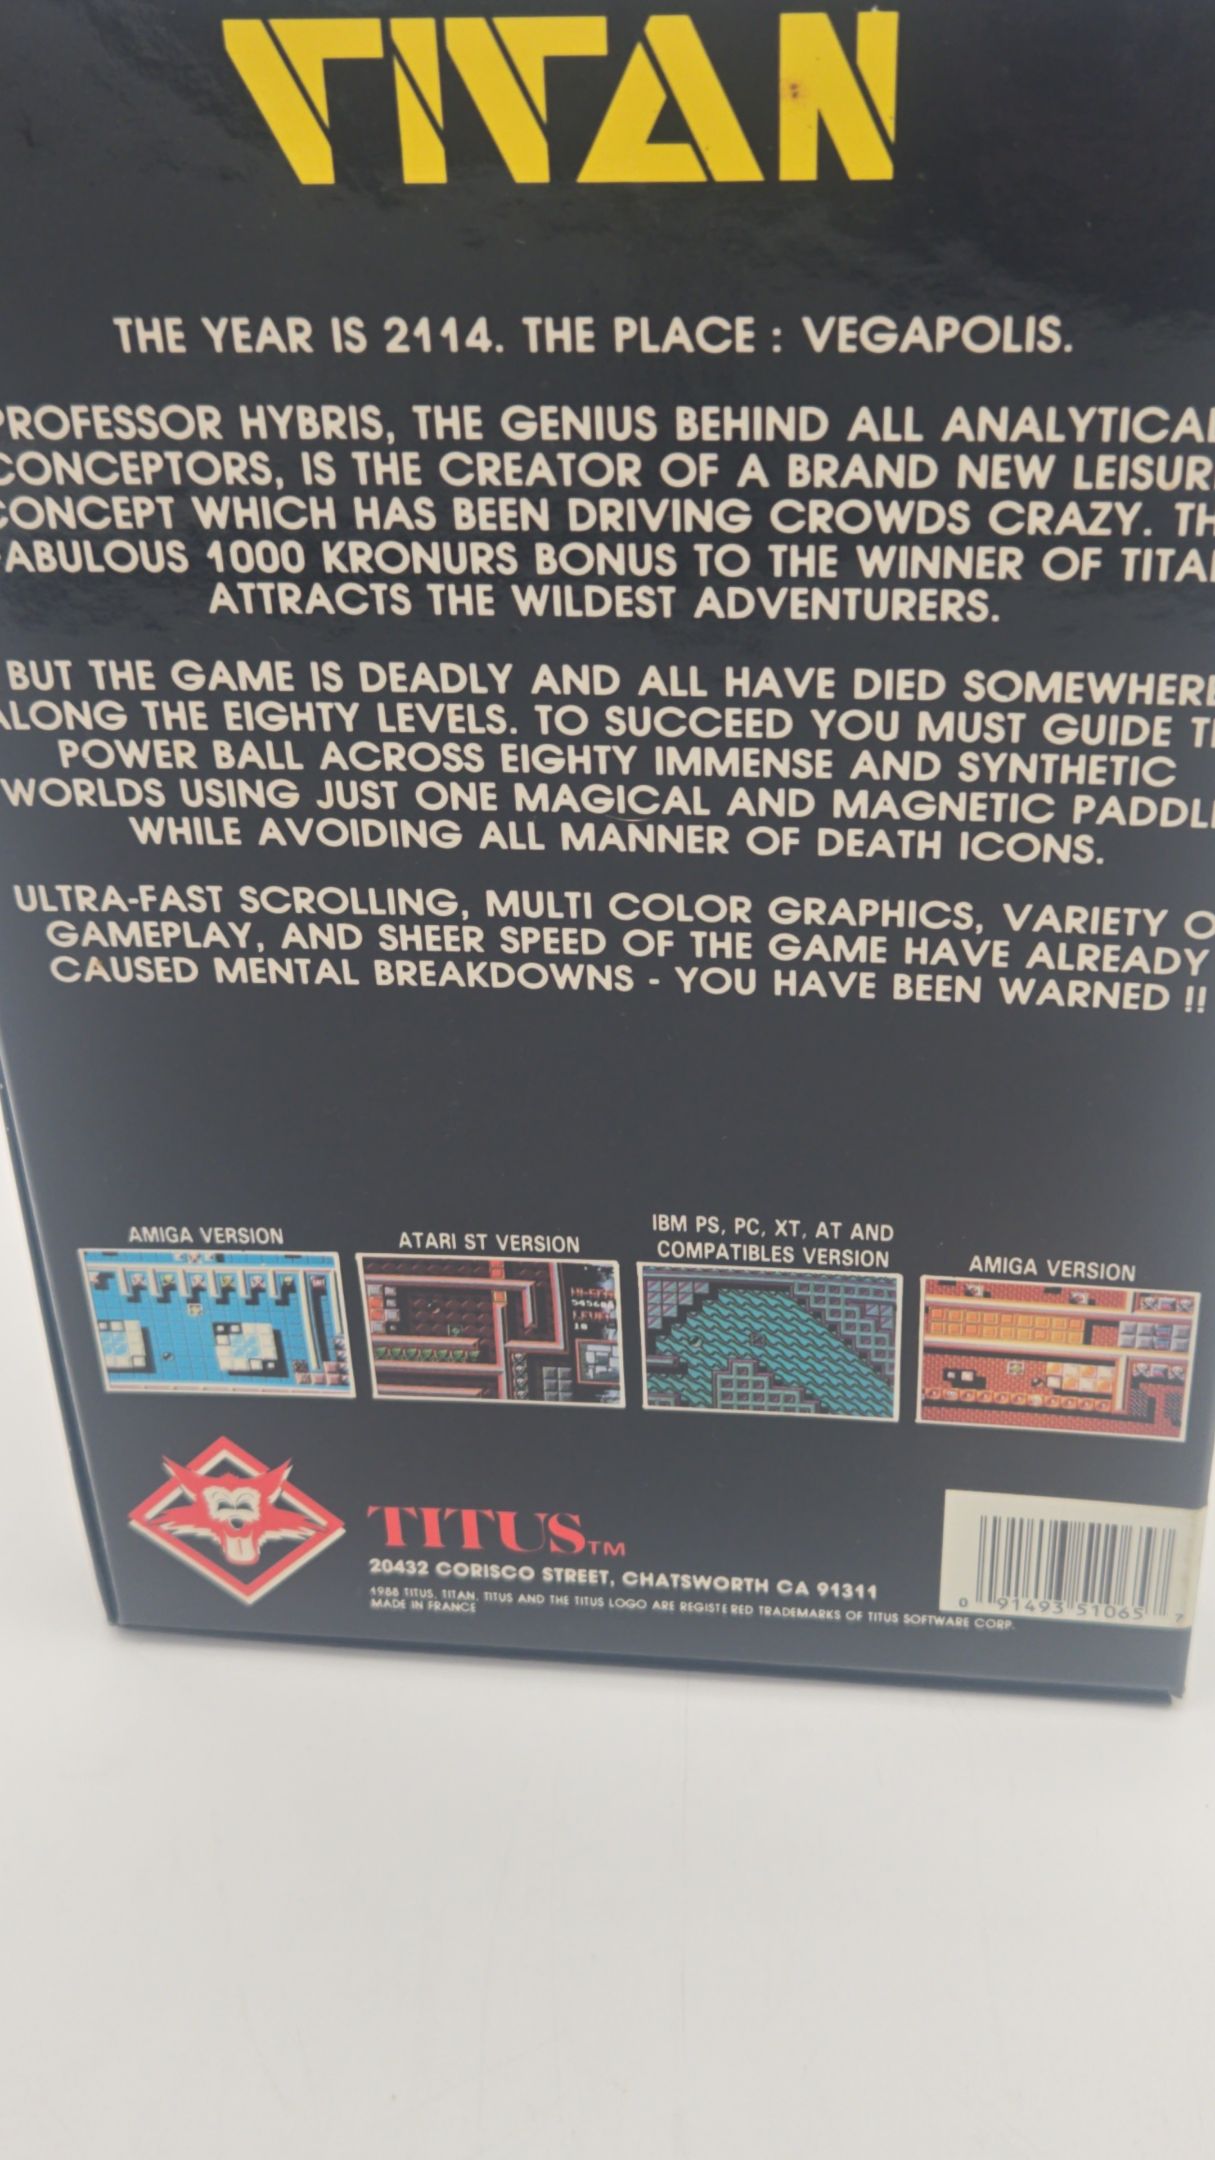 TITAN
THE YEAR IS 2114. THE PLACE : VEGAPOLIS.
PROFESSOR HYBRIS, THE GENIUS BEHIND ALL ANALYTICAL
CONCEPTORS, IS THE CREATOR OF A BRAND NEW LEISUR
CONCEPT WHICH HAS BEEN DRIVING CROWDS CRAZY. TH
ABULOUS 1000 KRONURS BONUS TO THE WINNER OF TITAN
ATTRACTS THE WILDEST ADVENTURERS.
BUT THE GAME IS DEADLY AND ALL HAVE DIED SOMEWHERE
ALONG THE EIGHTY LEVELS. TO SUCCEED YOU MUST GUIDE T
POWER BALL ACROSS EIGHTY IMMENSE AND SYNTHETIC
WORLDS USING JUST ONE MAGICAL AND MAGNETIC PADDLE
WHILE AVOIDING ALL MANNER OF DEATH ICONS.
ULTRA-FAST SCROLLING, MULTI COLOR GRAPHICS, VARIETY O
GAMEPLAY, AND SHEER SPEED OF THE GAME HAVE ALREADY
CAUSED MENTAL BREAKDOWNS - YOU HAVE BEEN WARNED !!
AMIGA VERSION
ATARI ST VERSION
IBM PS, PC, XT, AT AND
COMPATIBLES VERSION
AMIGA VERSION
TITUS TM
20432 CORISCO STREET, CHATSWORTH CA 91311
1988 TITUS. TITAN, TITUS AND THE TITUS LOGO ARE REGISTERED TRADEMARKS OF TITUS SOFTWARE CORP.
MADE IN FRANCE
0 91493 51065 7